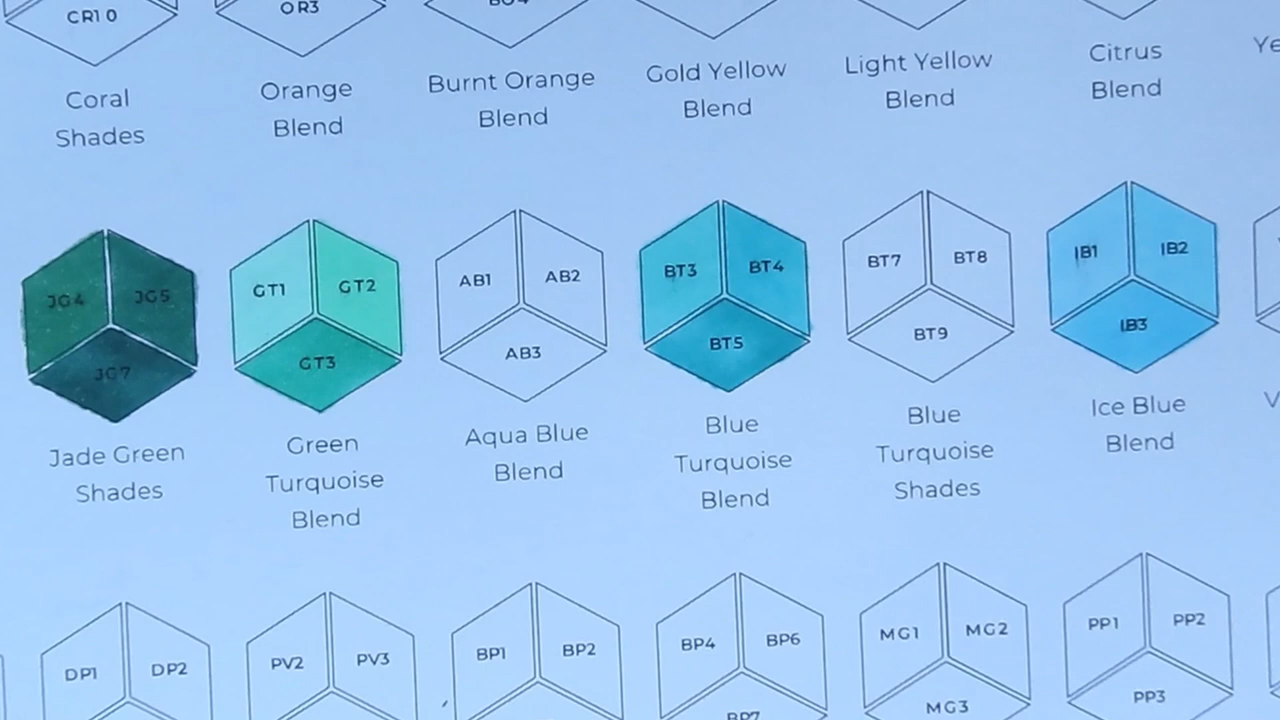 CR10
OR3
Coral
Shades
Orange
Blend
Burnt Orange
Blend
Gold Yellow
Blend
Light Yellow
Blend
Citrus
Blend
JG4 JG5
JG7
Jade Green
Shades
GT1 GT2
GT3
Green
Turquoise
Blend
AB1 AB2
AB3
Aqua Blue
Blend
BT3 BT4
BT5
Blue
Turquoise
Blend
BT7 BT8
BT9
Blue
Turquoise
Shades
IB1 IB2
IB3
Ice Blue
Blend
DP1 DP2
PV2 PV3
BP1 BP2
BP4 BP6
BP7
MG1 MG2
MG3
PP1 PP2
PP3